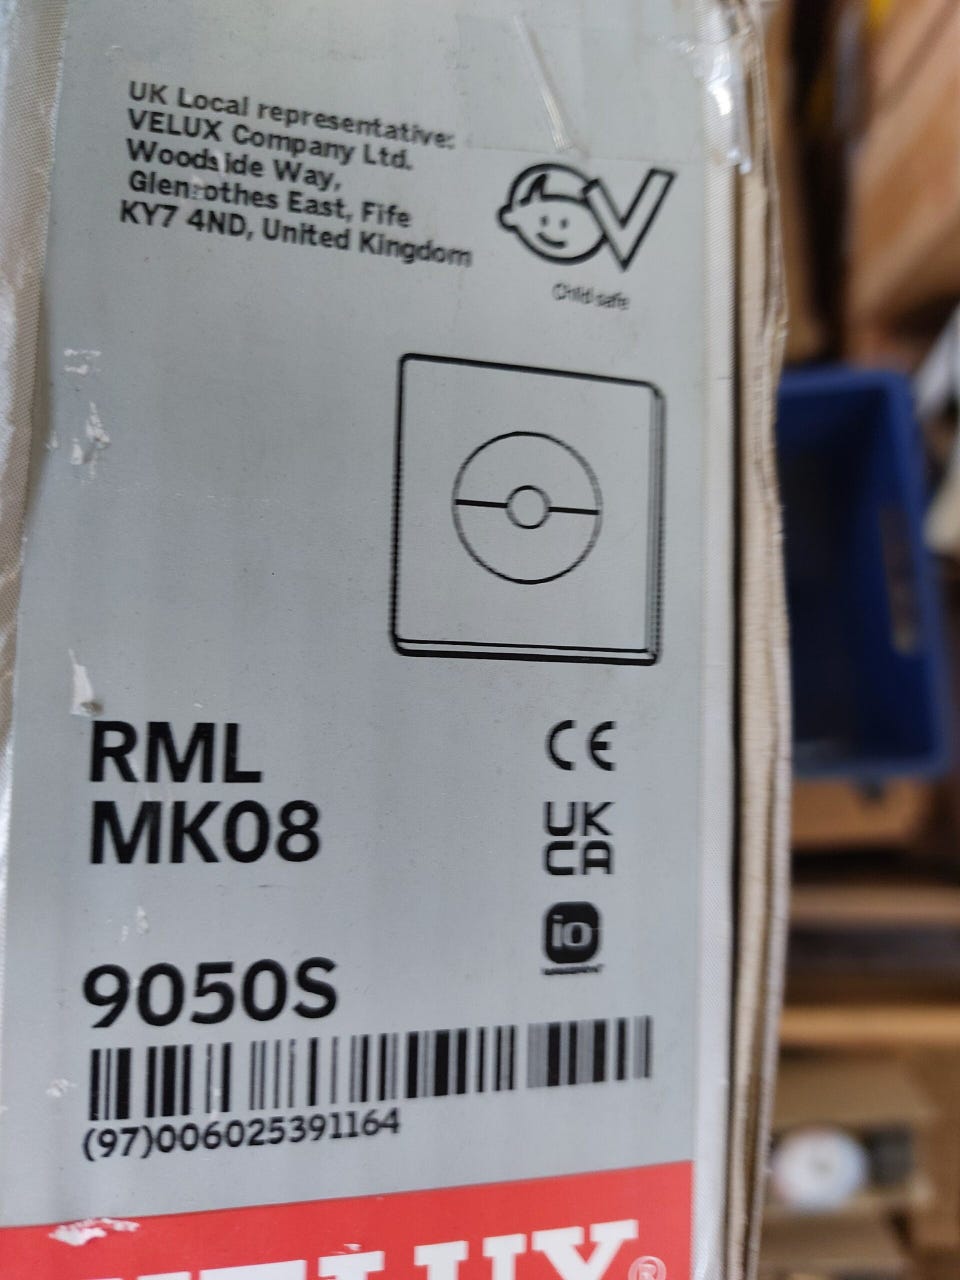 UK Local representative:
VELUX Company Ltd.
Woodside Way,
Glenrothes East, Fife
KY7 4ND, United Kingdom
Child safe
RML
MK08
CE
UK
CA
io
9050S
(97)006025391164
VELUX®